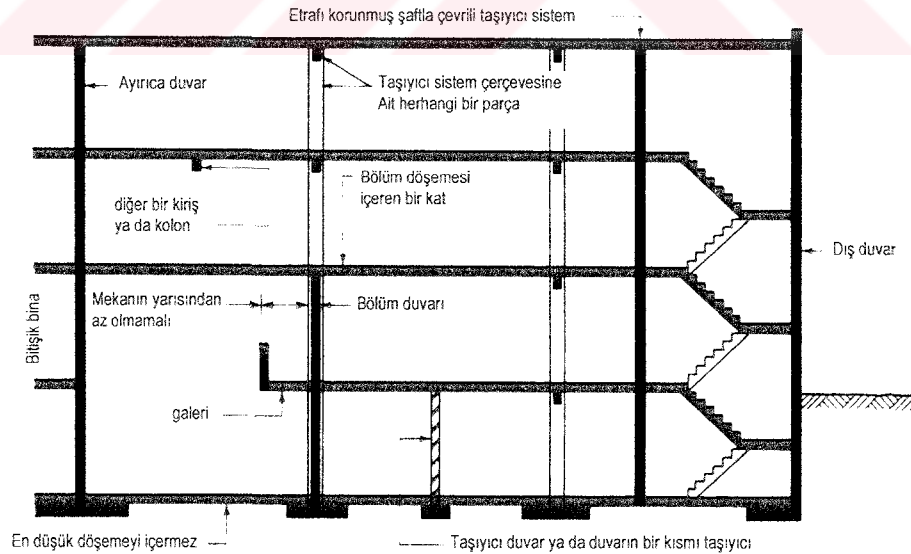 Etrafı korunmuş şaftla çevrili taşıyıcı sistem
Ayırıca duvar
Taşıyıcı sistem çerçevesine
Ait herhangi bir parça
Bölüm döşemesi
içeren bir kat
diğer bir kiriş
ya da kolon
Dış duvar
Mekanın yarısından
az olmamalı
Bölüm duvarı
Bitişik bina
galeri
En düşük döşemeyi içermez
Taşıyıcı duvar ya da duvarın bir kısmı taşıyıcı